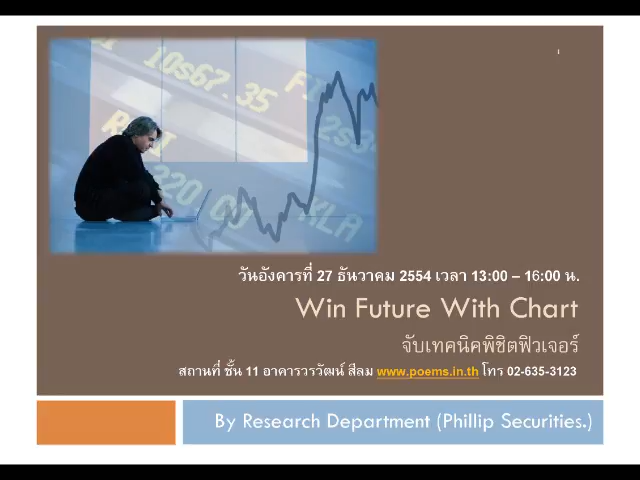 1
10s67.35
วันอังคารที่ 27 ธันวาคม 2554 เวลา 13:00 – 16:00 น.
Win Future With Chart
จับเทคนิคพิชิตฟิวเจอร์
สถานที่ ชั้น 11 อาคารวรวัฒน์ สีลม www.poems.in.th โทร 02-635-3123
By Research Department (Phillip Securities.)